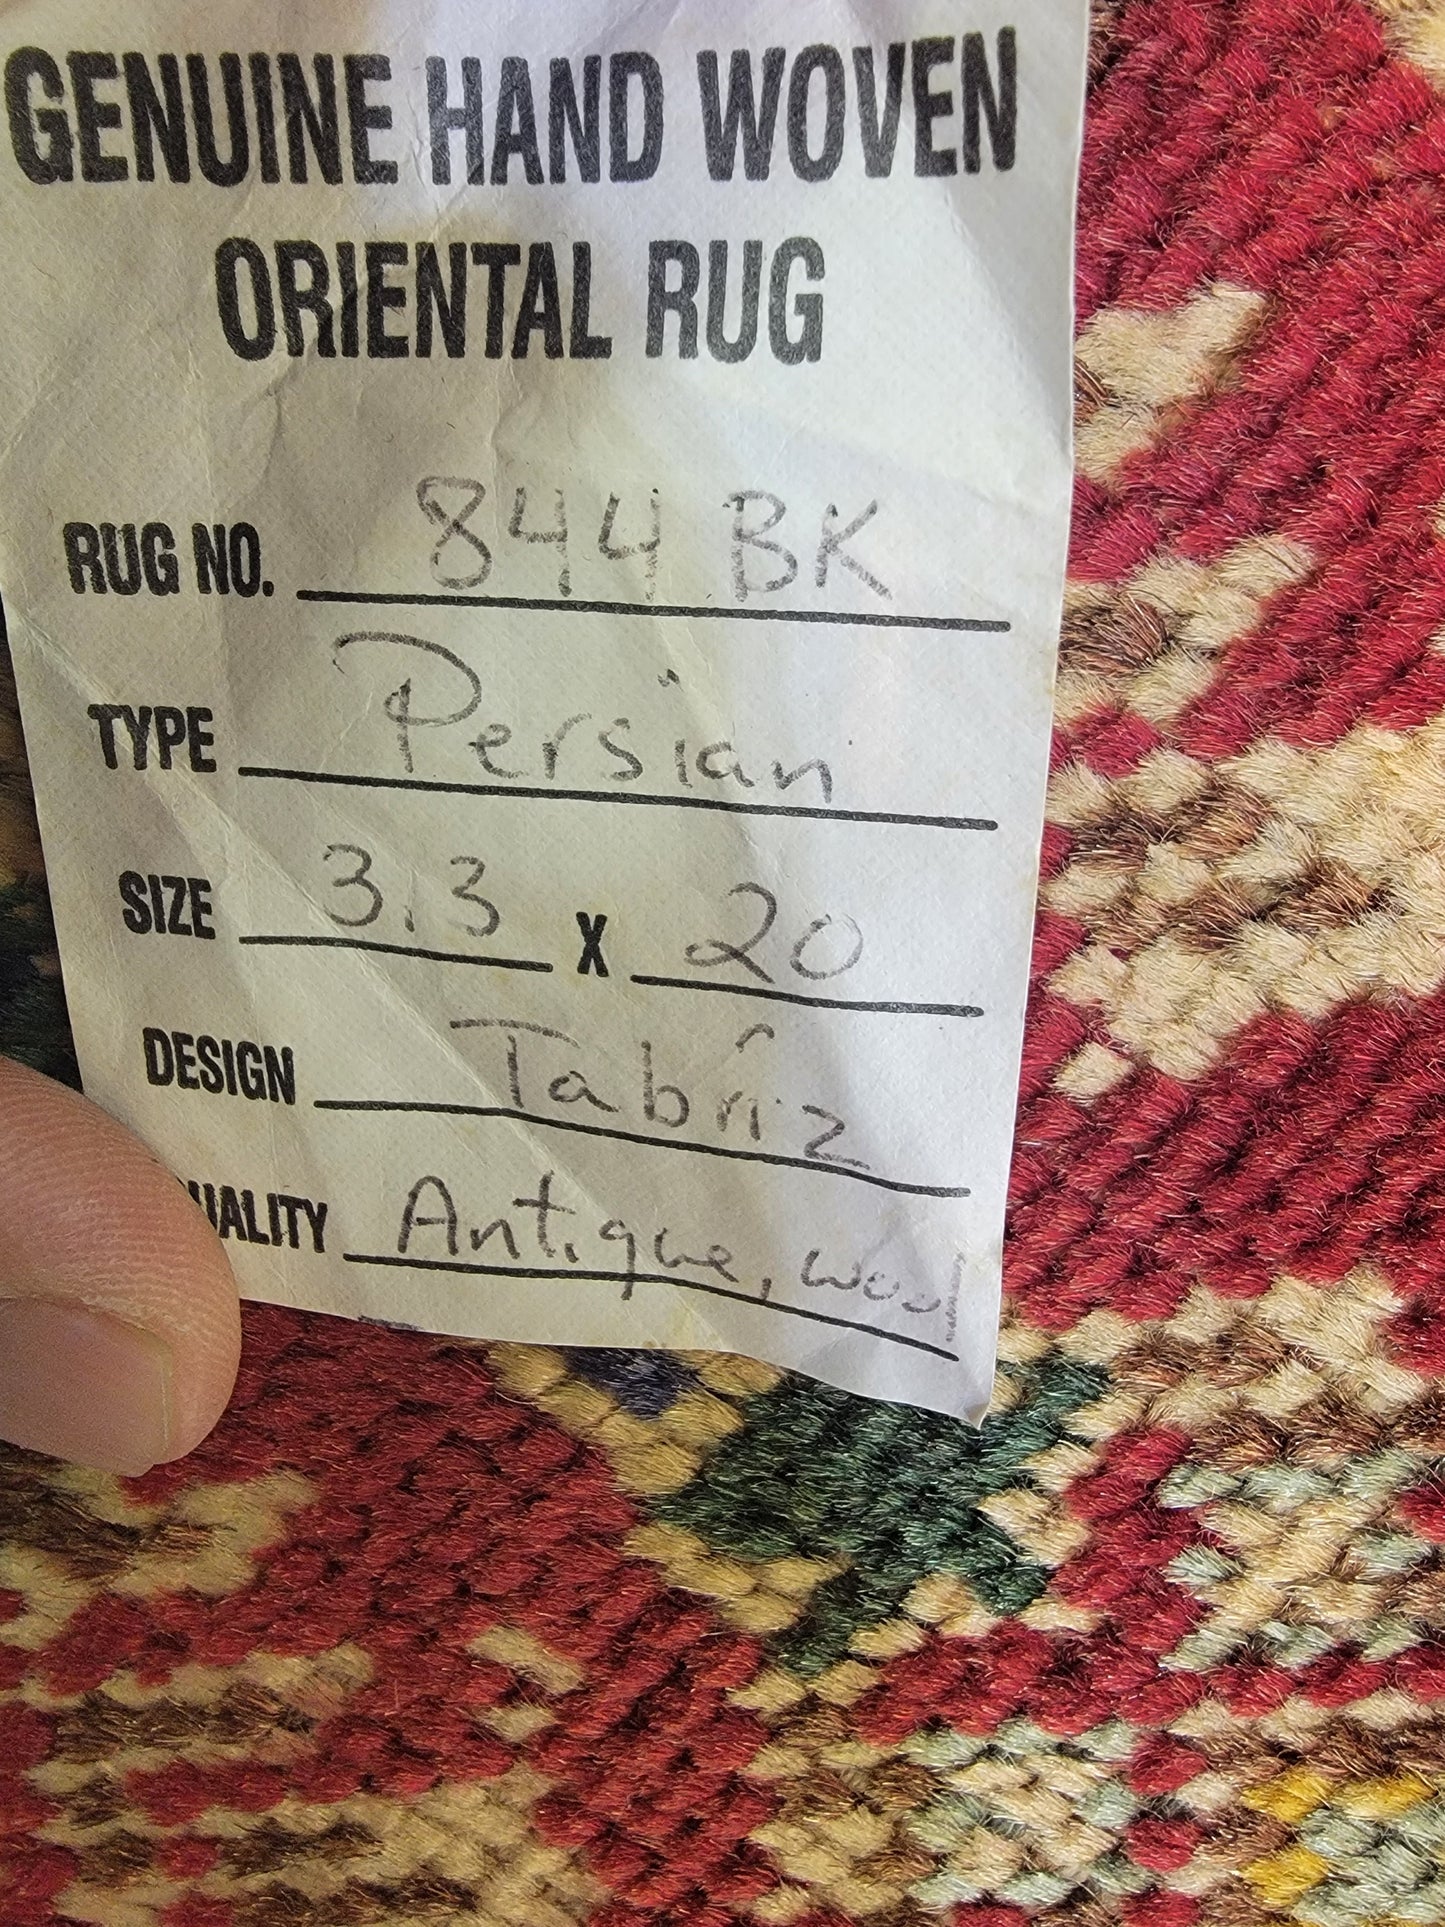 GENUINE HAND WOVEN
ORIENTAL RUG
RUG NO. 844 BK
TYPE Persian
SIZE 3.3 X 20
DESIGN Tabriz
UALITY Antique, wool